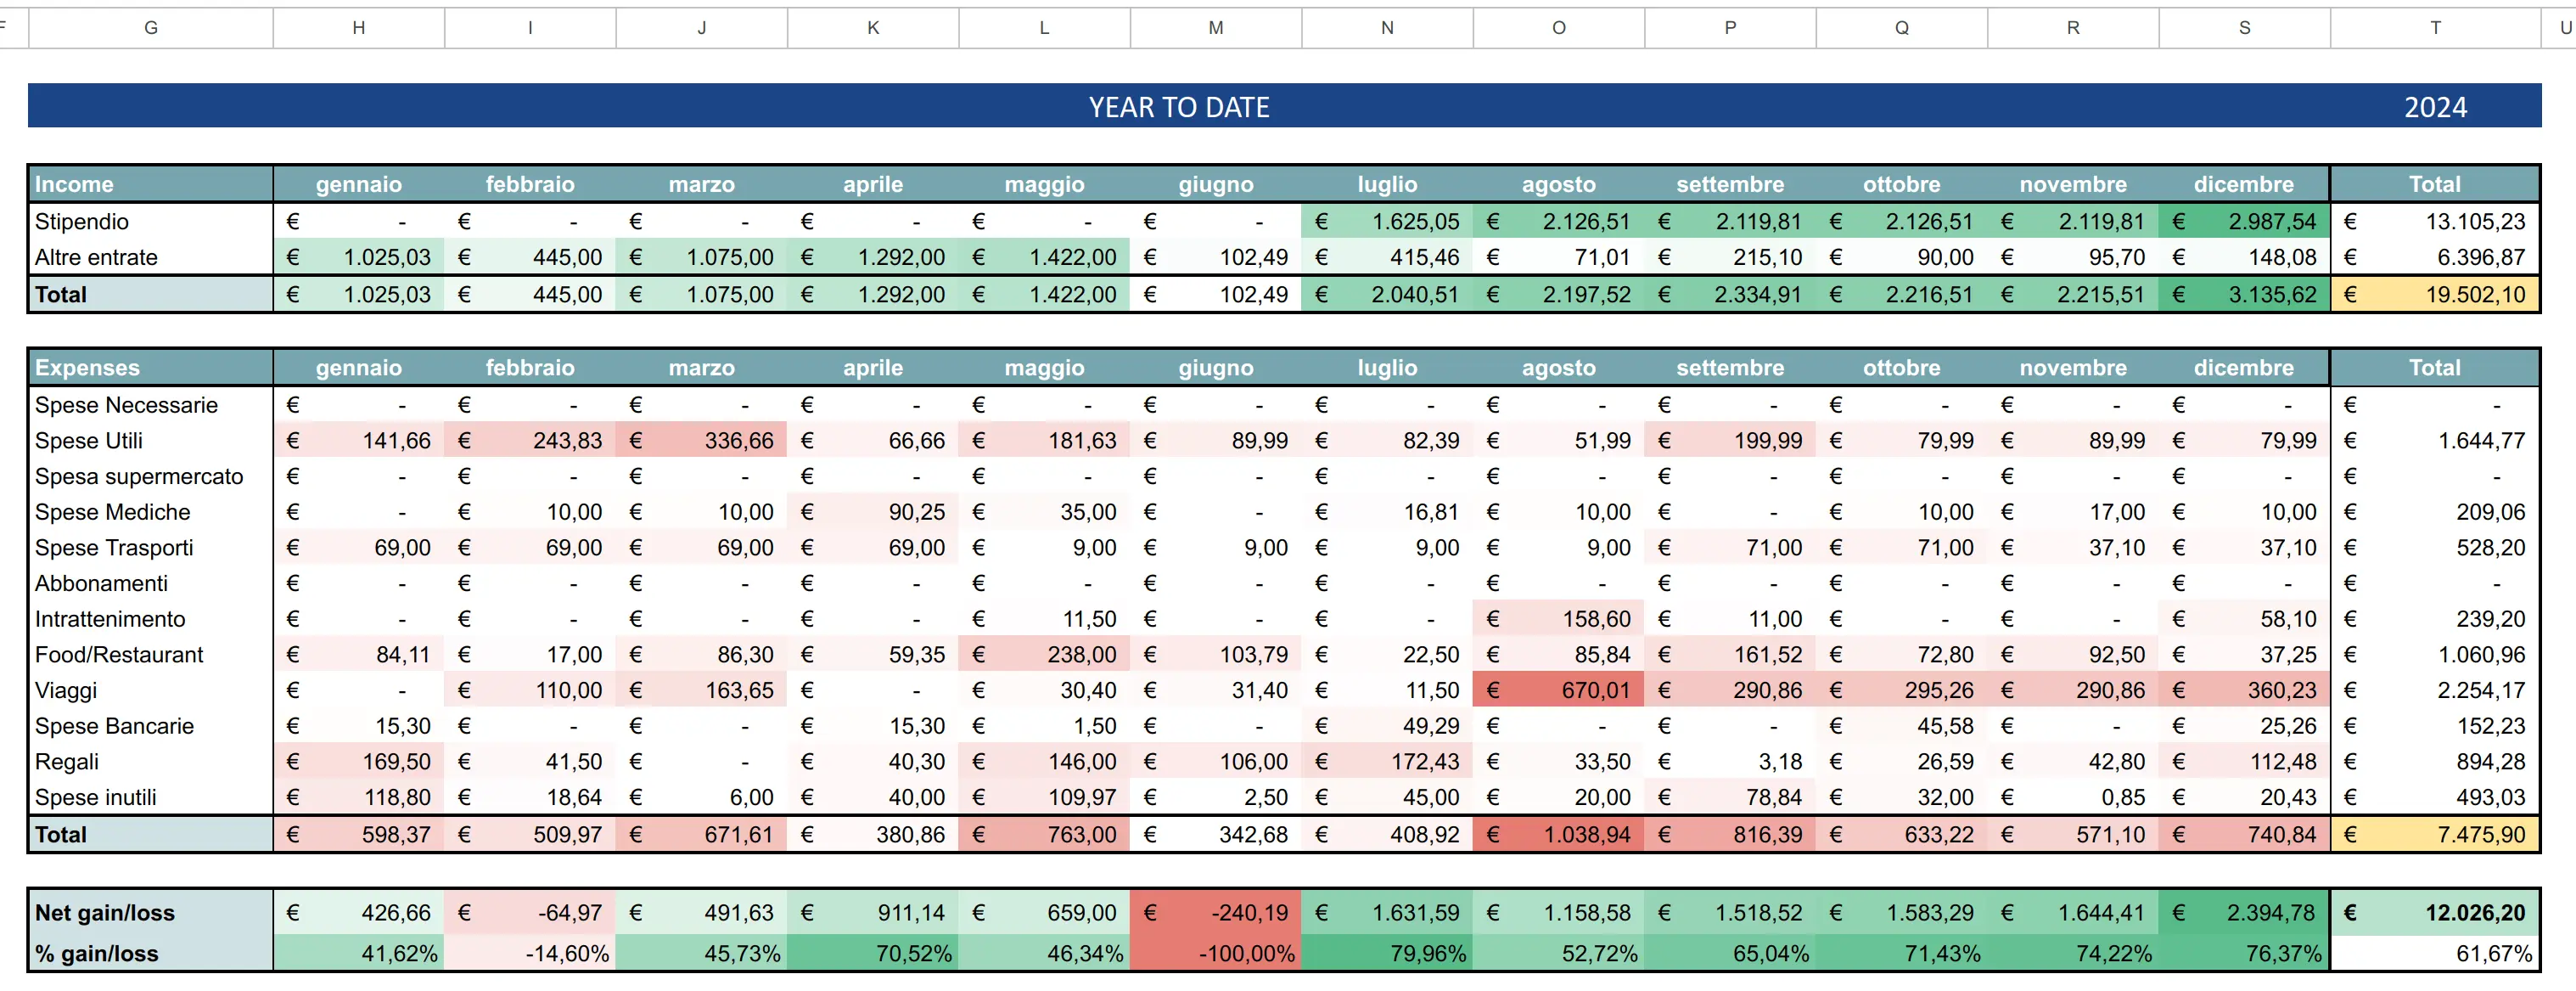 F G H I J K L M N O P Q R S T U
YEAR TO DATE 2024
Income gennaio febbraio marzo aprile maggio giugno luglio agosto settembre ottobre novembre dicembre Total
Stipendio € - € - € - € - € - € - € 1.625,05 € 2.126,51 € 2.119,81 € 2.126,51 € 2.119,81 € 2.987,54 € 13.105,23
Altre entrate € 1.025,03 € 445,00 € 1.075,00 € 1.292,00 € 1.422,00 € 102,49 € 415,46 € 71,01 € 215,10 € 90,00 € 95,70 € 148,08 € 6.396,87
Total € 1.025,03 € 445,00 € 1.075,00 € 1.292,00 € 1.422,00 € 102,49 € 2.040,51 € 2.197,52 € 2.334,91 € 2.216,51 € 2.215,51 € 3.135,62 € 19.502,10
Expenses gennaio febbraio marzo aprile maggio giugno luglio agosto settembre ottobre novembre dicembre Total
Spese Necessarie € - € - € - € - € - € - € - € - € - € - € - € - € -
Spese Utili € 141,66 € 243,83 € 336,66 € 66,66 € 181,63 € 89,99 € 82,39 € 51,99 € 199,99 € 79,99 € 89,99 € 79,99 € 1.644,77
Spesa supermercato € - € - € - € - € - € - € - € - € - € - € - € - € -
Spese Mediche € - € 10,00 € 10,00 € 90,25 € 35,00 € - € 16,81 € 10,00 € - € 10,00 € 17,00 € 10,00 € 209,06
Spese Trasporti € 69,00 € 69,00 € 69,00 € 69,00 € 9,00 € 9,00 € 9,00 € 9,00 € 71,00 € 71,00 € 37,10 € 37,10 € 528,20
Abbonamenti € - € - € - € - € - € - € - € - € - € - € - € - € -
Intrattenimento € - € - € - € - € 11,50 € - € - € 158,60 € 11,00 € - € - € 58,10 € 239,20
Food/Restaurant € 84,11 € 17,00 € 86,30 € 59,35 € 238,00 € 103,79 € 22,50 € 85,84 € 161,52 € 72,80 € 92,50 € 37,25 € 1.060,96
Viaggi € - € 110,00 € 163,65 € - € 30,40 € 31,40 € 11,50 € 670,01 € 290,86 € 295,26 € 290,86 € 360,23 € 2.254,17
Spese Bancarie € 15,30 € - € - € 15,30 € 1,50 € - € 49,29 € - € - € 45,58 € - € 25,26 € 152,23
Regali € 169,50 € 41,50 € - € 40,30 € 146,00 € 106,00 € 172,43 € 33,50 € 3,18 € 26,59 € 42,80 € 112,48 € 894,28
Spese inutili € 118,80 € 18,64 € 6,00 € 40,00 € 109,97 € 2,50 € 45,00 € 20,00 € 78,84 € 32,00 € 0,85 € 20,43 € 493,03
Total € 598,37 € 509,97 € 671,61 € 380,86 € 763,00 € 342,68 € 408,92 € 1.038,94 € 816,39 € 633,22 € 571,10 € 740,84 € 7.475,90
Net gain/loss € 426,66 € -64,97 € 491,63 € 911,14 € 659,00 € -240,19 € 1.631,59 € 1.158,58 € 1.518,52 € 1.583,29 € 1.644,41 € 2.394,78 € 12.026,20
% gain/loss 41,62% -14,60% 45,73% 70,52% 46,34% -100,00% 79,96% 52,72% 65,04% 71,43% 74,22% 76,37% 61,67%